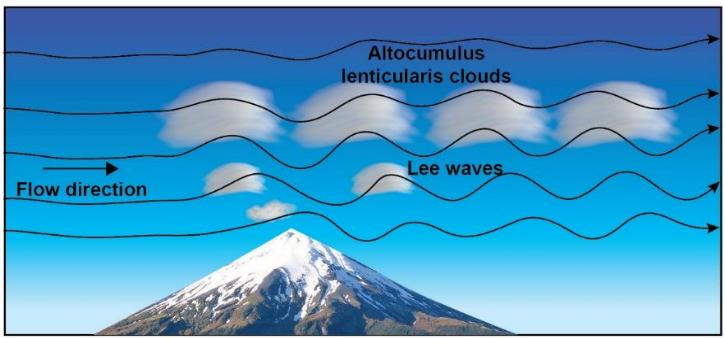 Altocumulus
lenticularis clouds
Lee waves
Flow direction